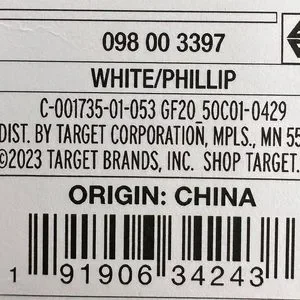 098 00 3397
WHITE/PHILLIP
C-001735-01-053 GF20_50C01-0429
DIST. BY TARGET CORPORATION, MPLS., MN 55
©2023 TARGET BRANDS, INC. SHOP TARGET.
ORIGIN: CHINA
1 91906 34243